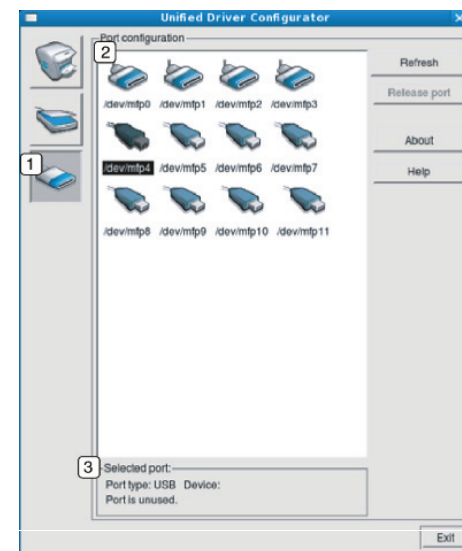 Unified Driver Configurator
Port configuration
2
Refresh
/dev/mfp0 /dev/mfp1 /dev/mfp2 /dev/mfp3
Release port
About
1
/dev/mfp4 /dev/mfp5 /dev/mfp6 /dev/mfp7
Help
/dev/mfp8 /dev/mfp9 /dev/mfp10 /dev/mfp11
3
Selected port:
Port type: USB Device:
Port is unused.
Exit